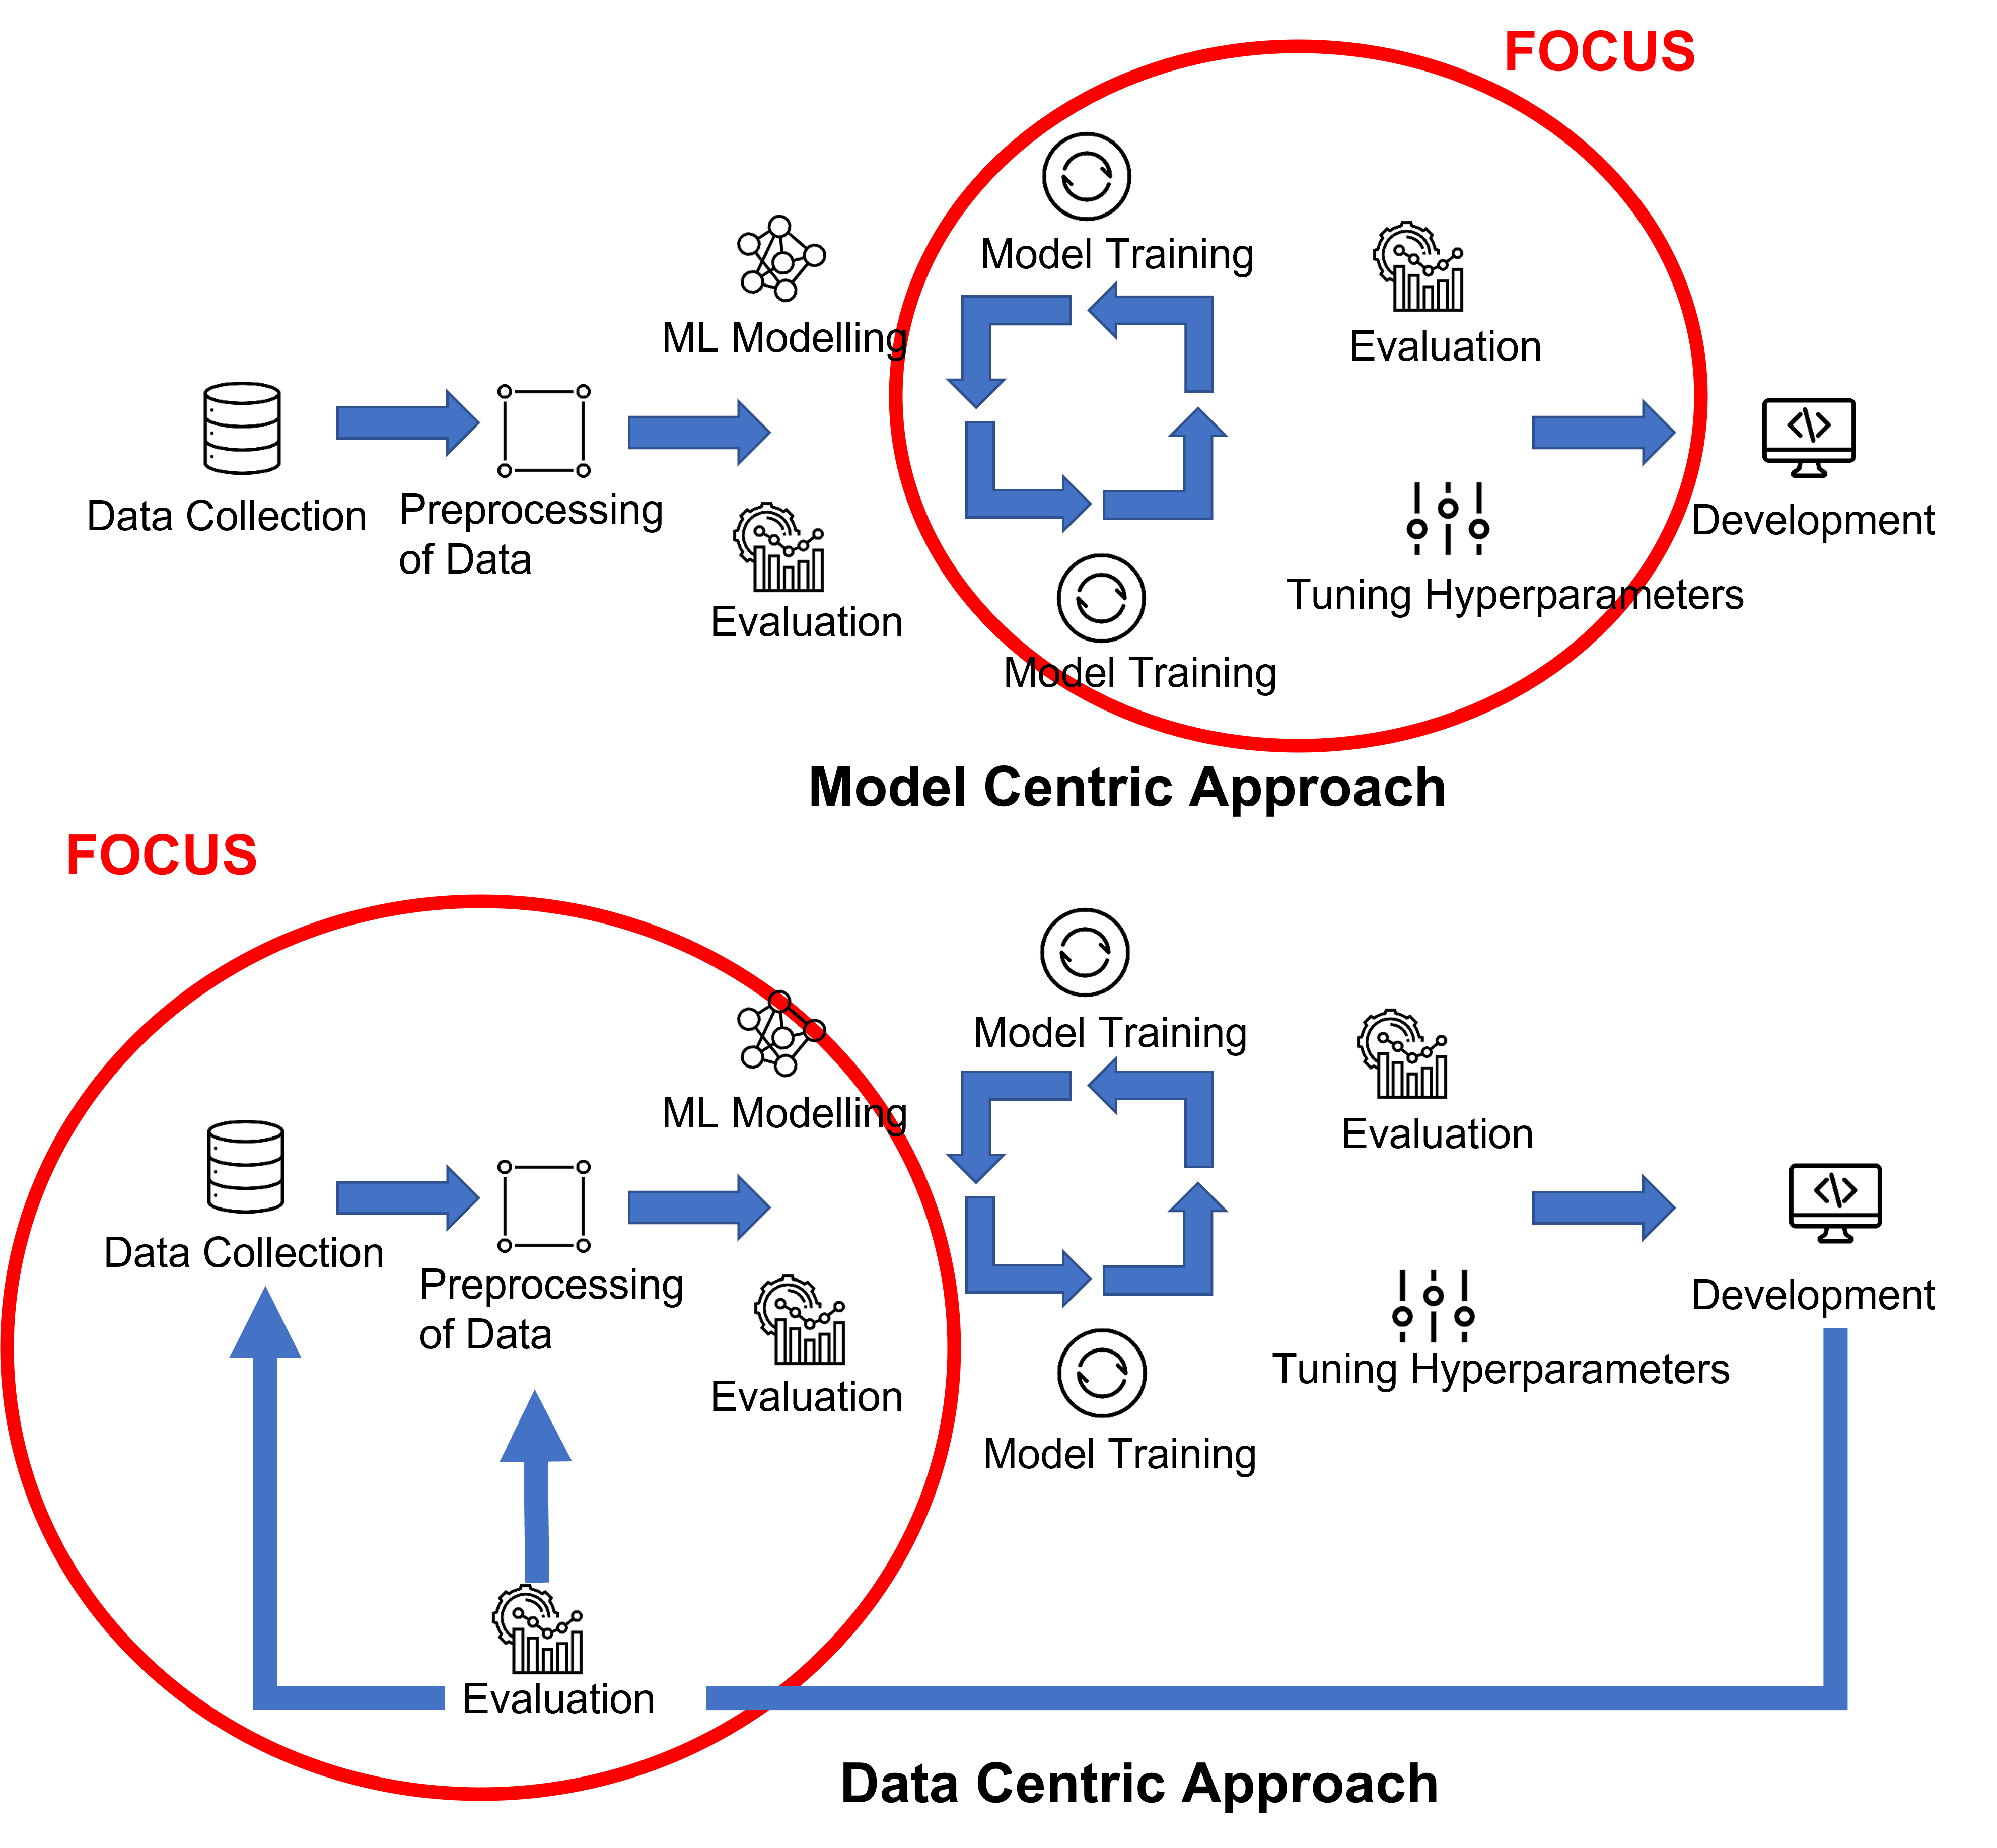 FOCUS
Model Training
ML Modelling
Evaluation
Data Collection
Preprocessing
of Data
Evaluation
Tuning Hyperparameters
Development
Model Training
Model Centric Approach
FOCUS
Model Training
ML Modelling
Evaluation
Data Collection
Preprocessing
of Data
Evaluation
Tuning Hyperparameters
Development
Model Training
Evaluation
Data Centric Approach